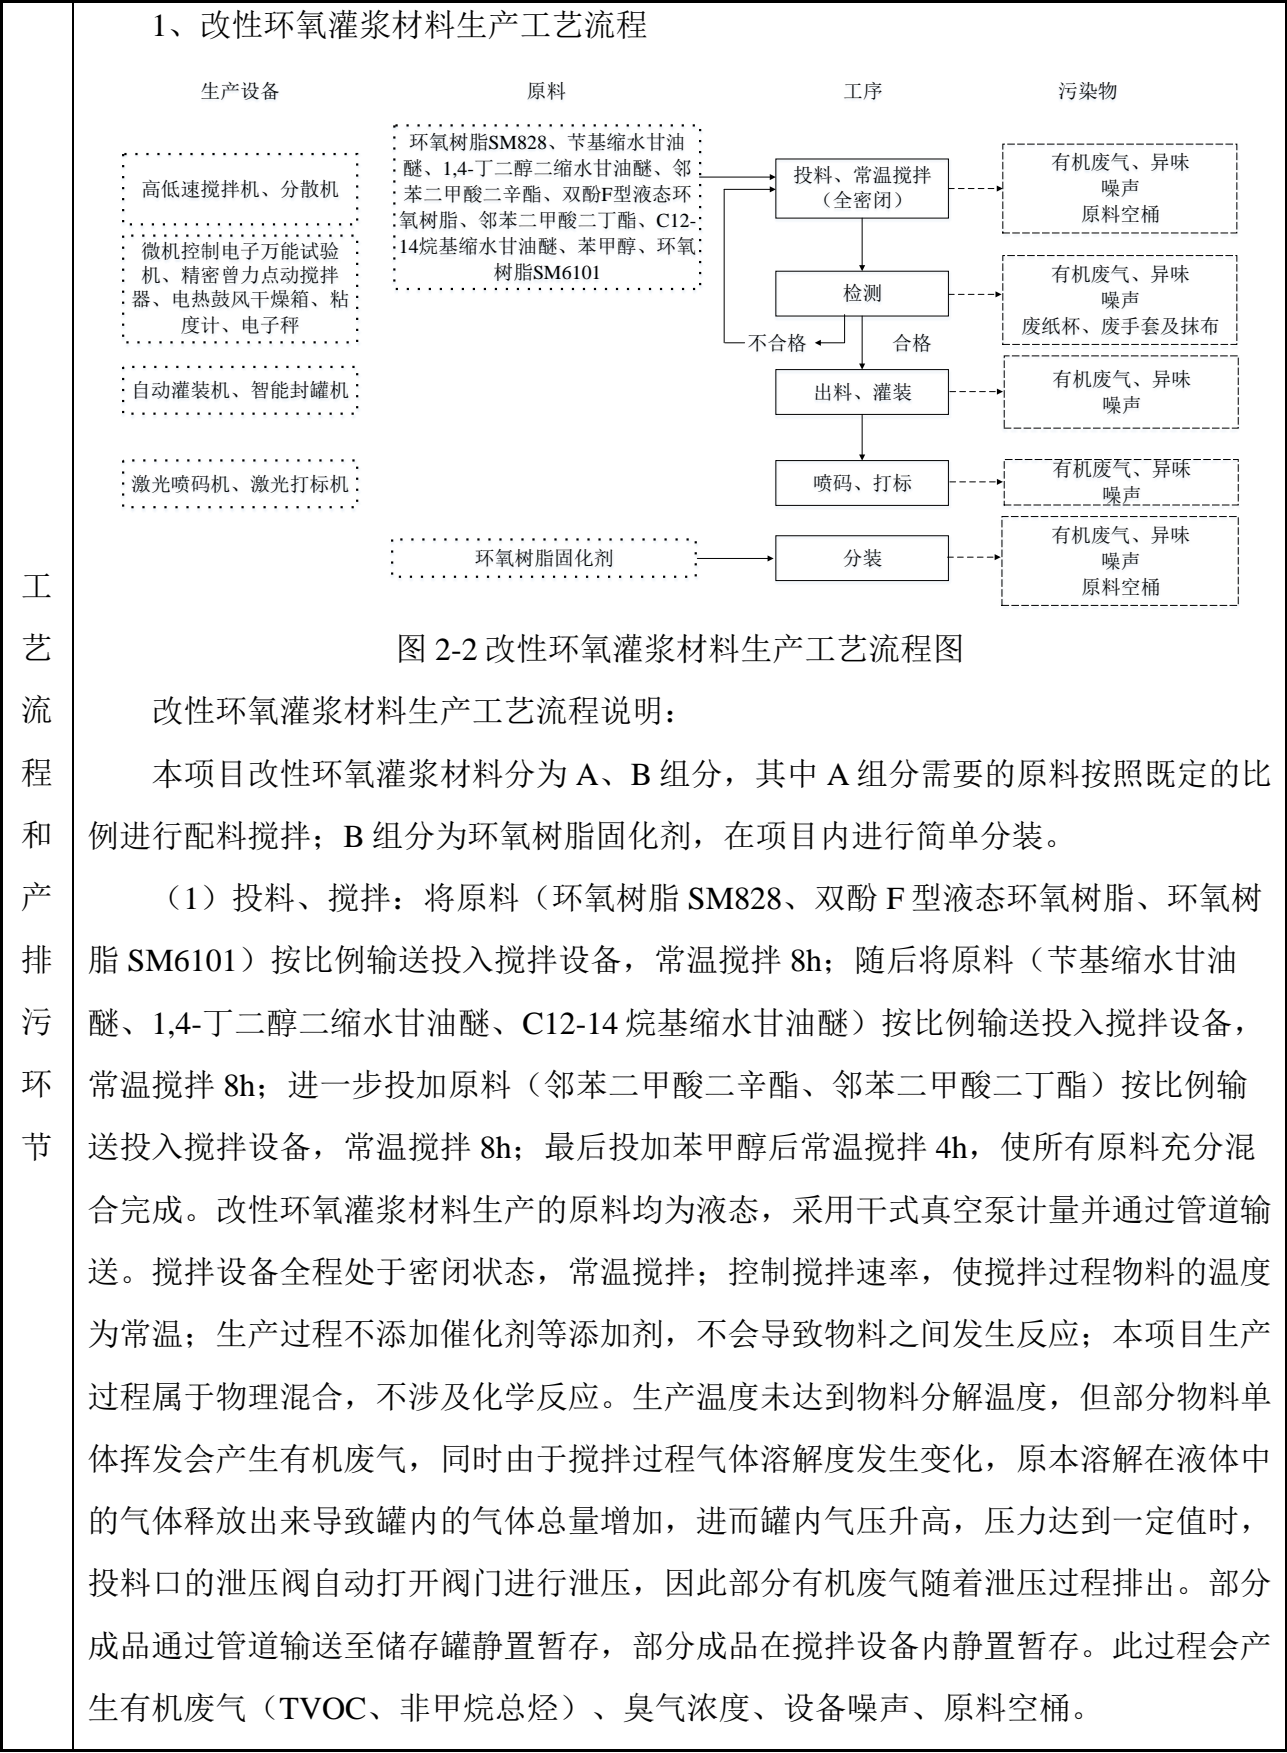 1、改性环氧灌浆材料生产工艺流程
生产设备
原料
工序
污染物
高低速搅拌机、分散机
环氧树脂SM828、苄基缩水甘油
醚、1,4-丁二醇二缩水甘油醚、邻
苯二甲酸二辛酯、双酚F型液态环
氧树脂、邻苯二甲酸二丁酯、C12-
14烷基缩水甘油醚、苯甲醇、环氧
树脂SM6101
投料、常温搅拌
（全密闭）
有机废气、异味
噪声
原料空桶
微机控制电子万能试验
机、精密曾力点动搅拌
器、电热鼓风干燥箱、粘
度计、电子秤
检测
有机废气、异味
噪声
废纸杯、废手套及抹布
不合格
合格
自动灌装机、智能封罐机
出料、灌装
有机废气、异味
噪声
激光喷码机、激光打标机
喷码、打标
有机废气、异味
噪声
环氧树脂固化剂
分装
有机废气、异味
噪声
原料空桶
图 2-2 改性环氧灌浆材料生产工艺流程图
工
艺
流
程
和
产
排
污
环
节
改性环氧灌浆材料生产工艺流程说明：
本项目改性环氧灌浆材料分为 A、B 组分，其中 A 组分需要的原料按照既定的比
例进行配料搅拌；B 组分为环氧树脂固化剂，在项目内进行简单分装。
（1）投料、搅拌：将原料（环氧树脂 SM828、双酚 F 型液态环氧树脂、环氧树
脂 SM6101）按比例输送投入搅拌设备，常温搅拌 8h；随后将原料（苄基缩水甘油
醚、1,4-丁二醇二缩水甘油醚、C12-14 烷基缩水甘油醚）按比例输送投入搅拌设备，
常温搅拌 8h；进一步投加原料（邻苯二甲酸二辛酯、邻苯二甲酸二丁酯）按比例输
送投入搅拌设备，常温搅拌 8h；最后投加苯甲醇后常温搅拌 4h，使所有原料充分混
合完成。改性环氧灌浆材料生产的原料均为液态，采用干式真空泵计量并通过管道输
送。搅拌设备全程处于密闭状态，常温搅拌；控制搅拌速率，使搅拌过程物料的温度
为常温；生产过程不添加催化剂等添加剂，不会导致物料之间发生反应；本项目生产
过程属于物理混合，不涉及化学反应。生产温度未达到物料分解温度，但部分物料单
体挥发会产生有机废气，同时由于搅拌过程气体溶解度发生变化，原本溶解在液体中
的气体释放出来导致罐内的气体总量增加，进而罐内气压升高，压力达到一定值时，
投料口的泄压阀自动打开阀门进行泄压，因此部分有机废气随着泄压过程排出。部分
成品通过管道输送至储存罐静置暂存，部分成品在搅拌设备内静置暂存。此过程会产
生有机废气（TVOC、非甲烷总烃）、臭气浓度、设备噪声、原料空桶。